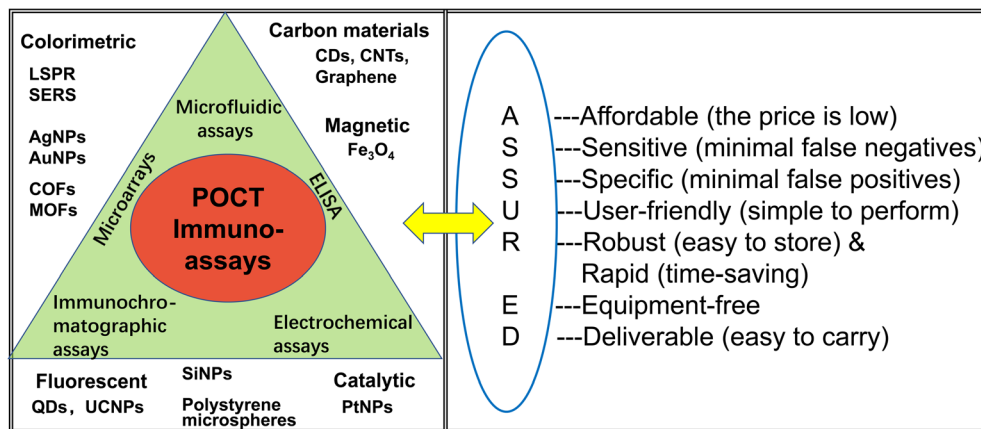 Colorimetric
LSPR
SERS
AgNPs
AuNPs
COFs
MOFs
Carbon materials
CDs, CNTs,
Graphene
Magnetic
Fe₃O₄
Microfluidic
assays
Microarrays
ELISA
POCT
Immuno-
assays
Immunochro-
matographic
assays
Electrochemical
assays
Fluorescent
QDs, UCNPs
SiNPs
Polystyrene
microspheres
Catalytic
PtNPs
A ---Affordable (the price is low)
S ---Sensitive (minimal false negatives)
S ---Specific (minimal false positives)
U ---User-friendly (simple to perform)
R ---Robust (easy to store) &
Rapid (time-saving)
E ---Equipment-free
D ---Deliverable (easy to carry)